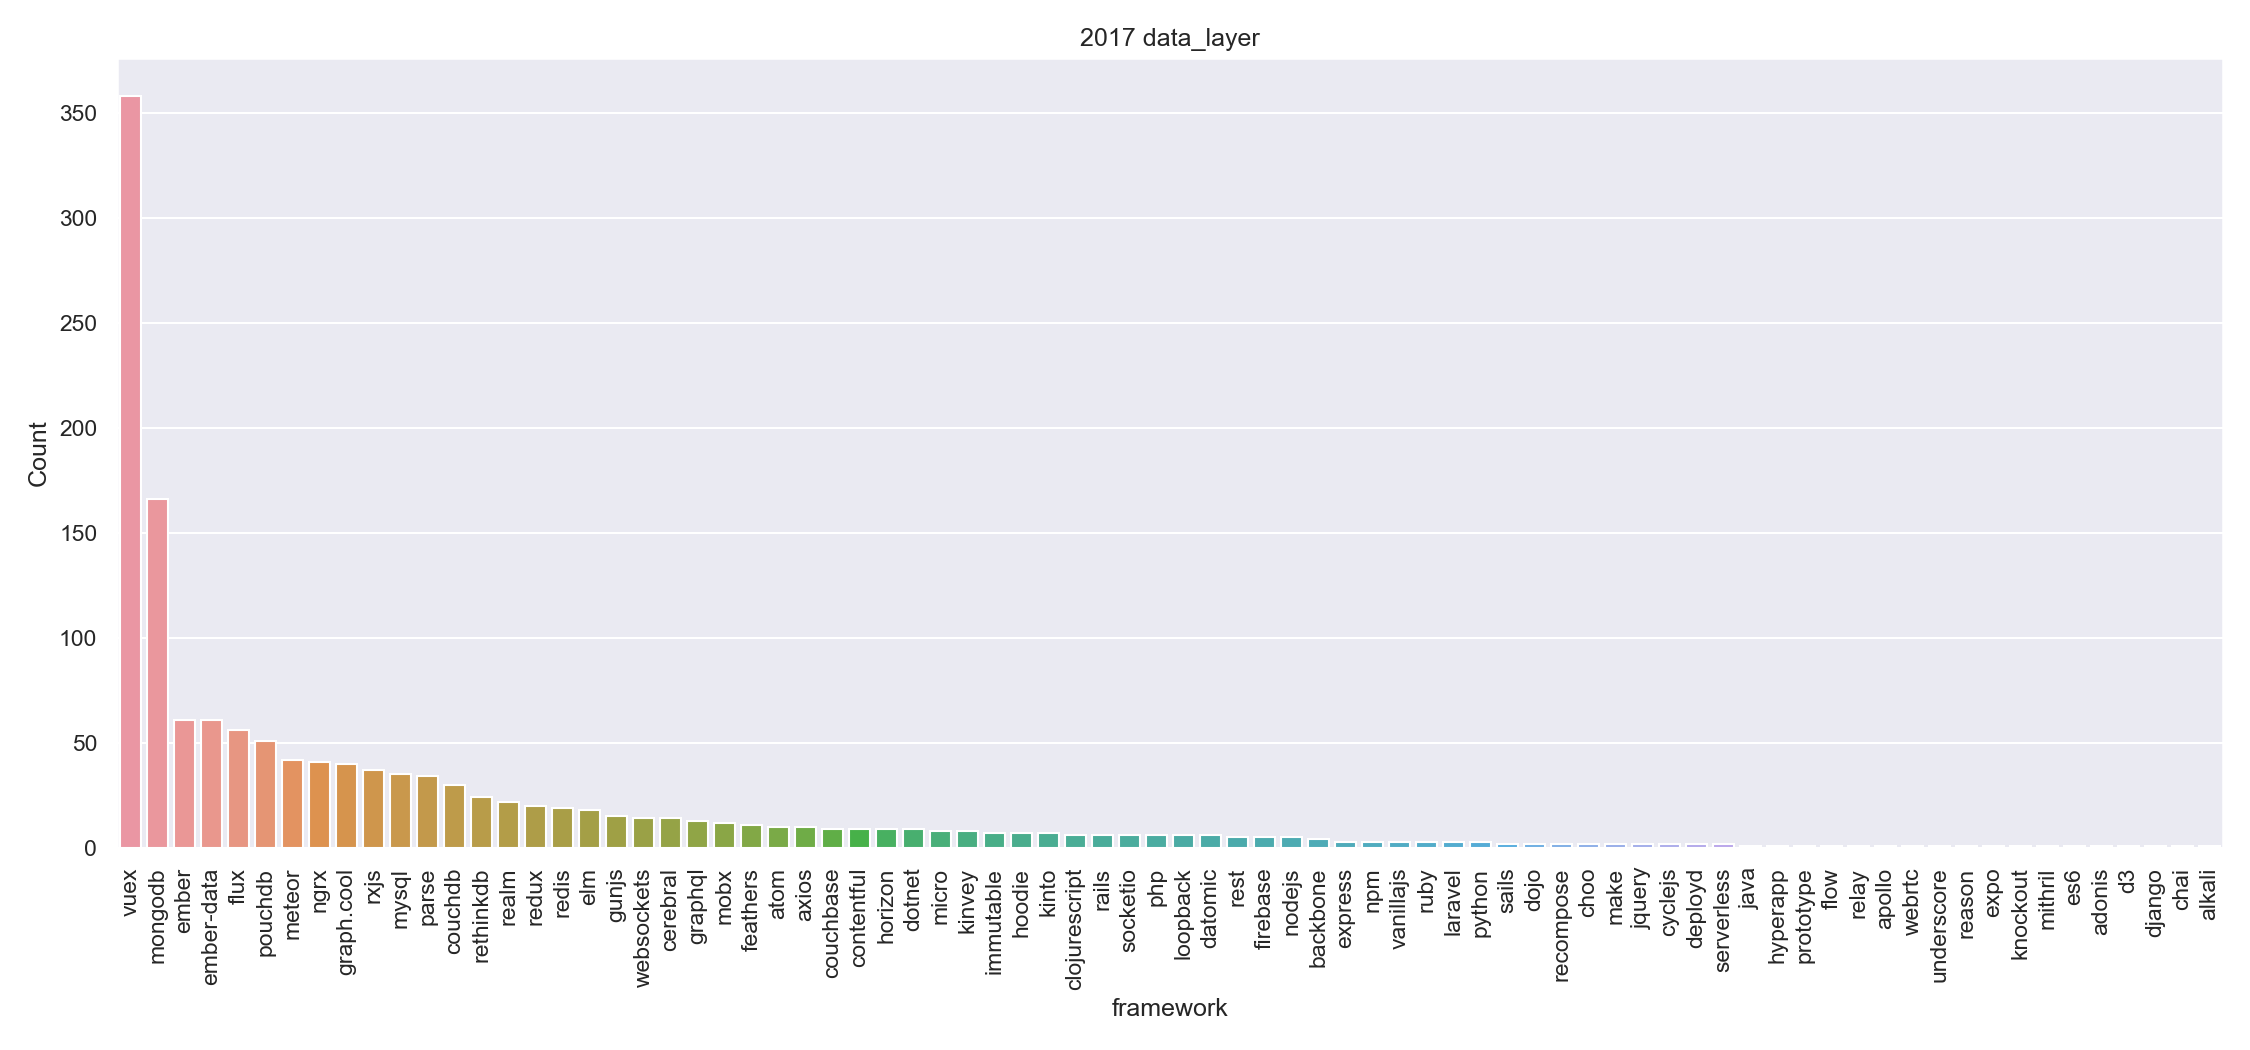 2017 data_layer
350
300
250
200
150
100
50
0
Count
vuex
mongodb
ember
ember-data
flux
pouchdb
meteor
ngrx
graph.cool
rxjs
mysql
parse
couchdb
rethinkdb
realm
redux
redis
elm
gunjs
websockets
cerebral
graphql
mobx
feathers
atom
axios
couchbase
contentful
horizon
dotnet
micro
kinvey
immutable
hoodie
kinto
clojurescript
rails
socketio
php
loopback
datomic
rest
firebase
nodejs
backbone
express
npm
vanillajs
ruby
laravel
python
sails
dojo
recompose
choo
make
jquery
cyclejs
deployd
serverless
java
hyperapp
prototype
flow
relay
apollo
webrtc
underscore
reason
expo
knockout
mithril
es6
adonis
d3
django
chai
alkali
framework